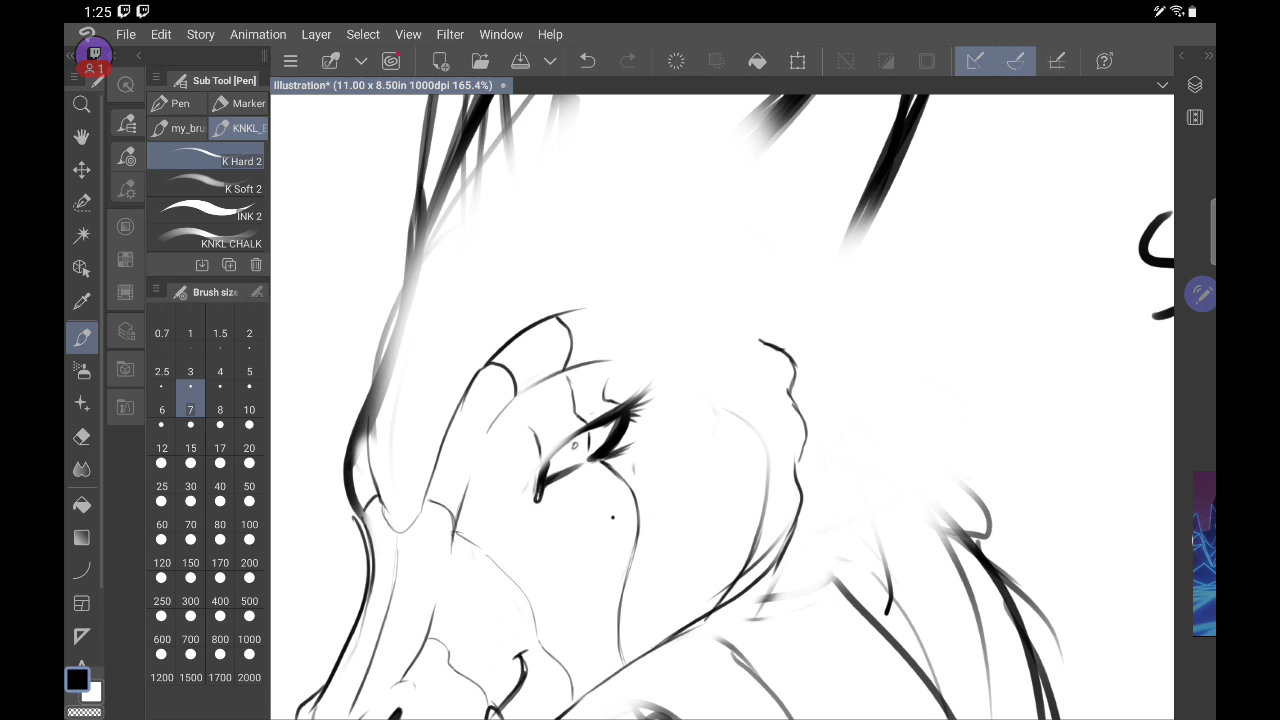 1:25
File Edit Story Animation Layer Select View Filter Window Help
1
Sub Tool [Pen]
Illustration* (11.00 x 8.50in 1000dpi 165.4%)
Pen Marker
my_bru KNKL_E
K Hard 2
K Soft 2
INK 2
KNKL CHALK
Brush size
0.7 1 1.5 2
2.5 3 4 5
6 7 8 10
12 15 17 20
25 30 40 50
60 70 80 100
120 150 170 200
250 300 400 500
600 700 800 1000
1200 1500 1700 2000